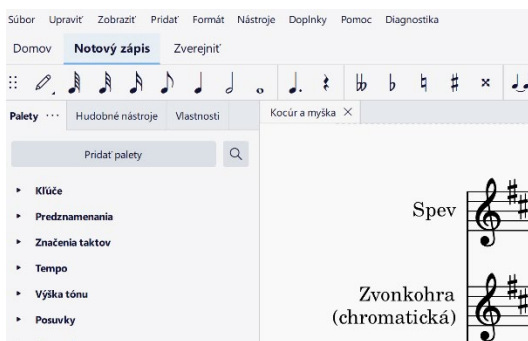 Súbor Upraviť Zobraziť Pridať Formát Nástroje Doplnky Pomoc Diagnostika
Domov Notový zápis Zverejniť
Palety ··· Hudobné nástroje Vlastnosti Kocúr a myška
Pridať palety
Kľúče
Predznamenania
Značenia taktov
Tempo
Výška tónu
Posuvky
Spev
Zvonkohra
(chromatická)